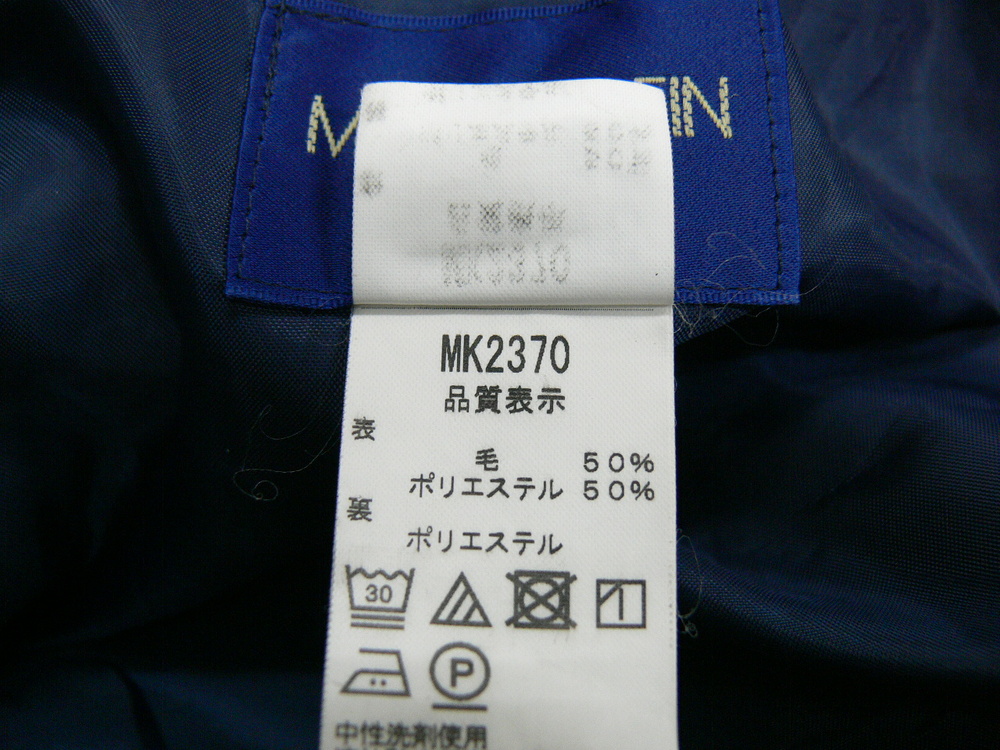 MK2370
品質表示
表
毛 50%
ポリエステル 50%
裏
ポリエステル
30
P
中性洗剤使用